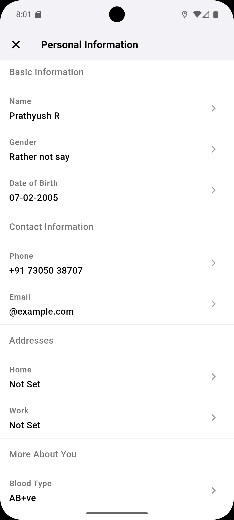 8:01
Personal Information
Basic Information
Name
Prathyush R
Gender
Rather not say
Date of Birth
07-02-2005
Contact Information
Phone
+91 73050 38707
Email
@example.com
Addresses
Home
Not Set
Work
Not Set
More About You
Blood Type
AB+ve